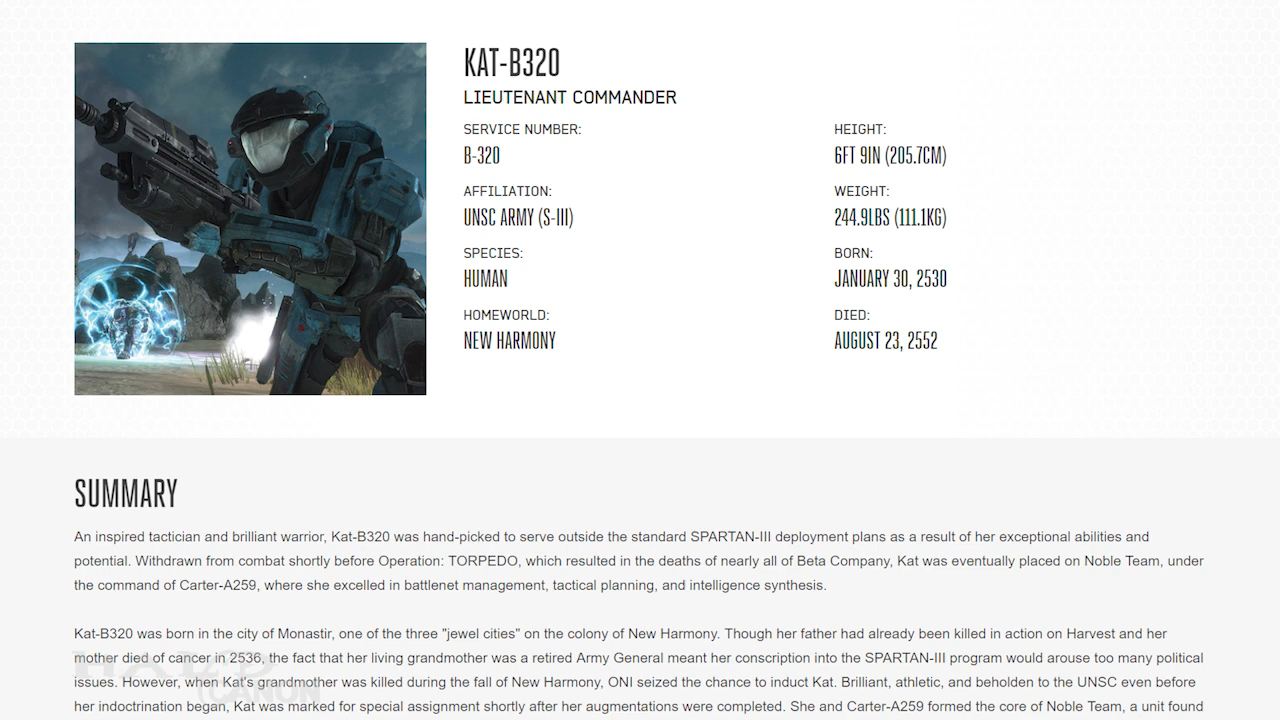 KAT-B320
LIEUTENANT COMMANDER
SERVICE NUMBER:
B-320
AFFILIATION:
UNSC ARMY (S-III)
SPECIES:
HUMAN
HOMEWORLD:
NEW HARMONY
HEIGHT:
6FT 9IN (205.7CM)
WEIGHT:
244.9LBS (111.1KG)
BORN:
JANUARY 30, 2530
DIED:
AUGUST 23, 2552
SUMMARY
An inspired tactician and brilliant warrior, Kat-B320 was hand-picked to serve outside the standard SPARTAN-III deployment plans as a result of her exceptional abilities and
potential. Withdrawn from combat shortly before Operation: TORPEDO, which resulted in the deaths of nearly all of Beta Company, Kat was eventually placed on Noble Team, under
the command of Carter-A259, where she excelled in battlenet management, tactical planning, and intelligence synthesis.
Kat-B320 was born in the city of Monastir, one of the three "jewel cities" on the colony of New Harmony. Though her father had already been killed in action on Harvest and her
mother died of cancer in 2536, the fact that her living grandmother was a retired Army General meant her conscription into the SPARTAN-III program would arouse too many political
issues. However, when Kat's grandmother was killed during the fall of New Harmony, ONI seized the chance to induct Kat. Brilliant, athletic, and beholden to the UNSC even before
her indoctrination began, Kat was marked for special assignment shortly after her augmentations were completed. She and Carter-A259 formed the core of Noble Team, a unit found
HALO
CANON